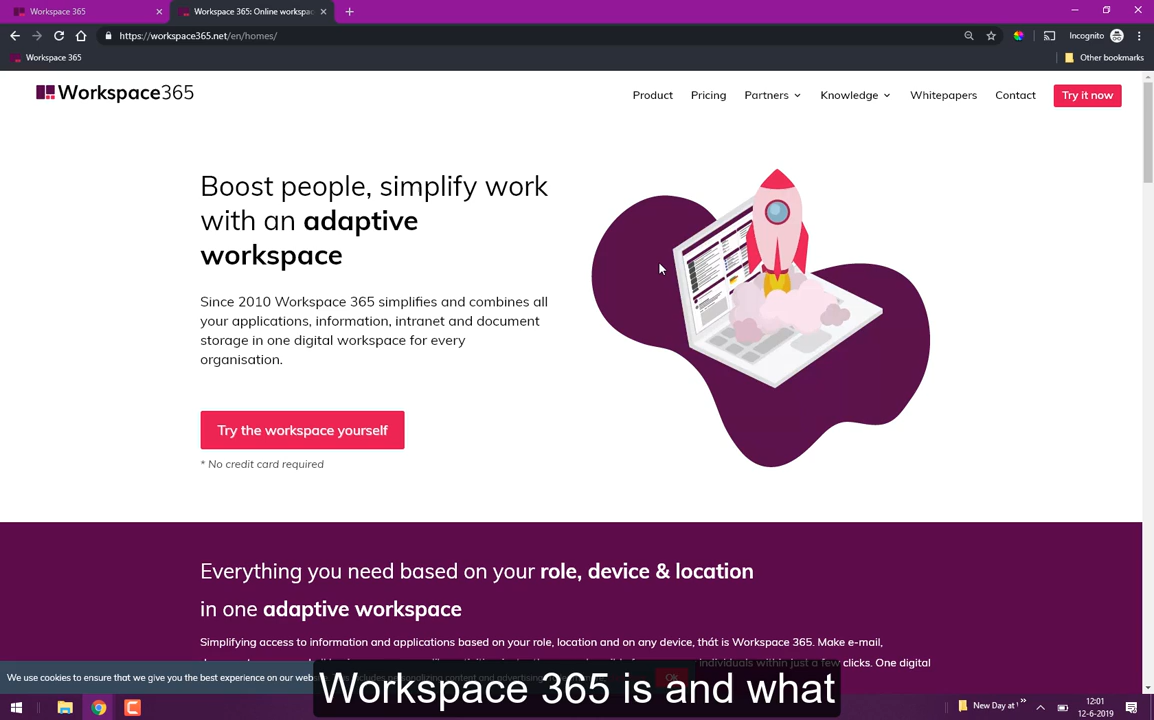 Workspace 365
Workspace 365: Online workspac
https://workspace365.net/en/homes/
Incognito
Workspace 365
Other bookmarks
Workspace365
Product
Pricing
Partners
Knowledge
Whitepapers
Contact
Try it now
Boost people, simplify work
with an adaptive
workspace
Since 2010 Workspace 365 simplifies and combines all
your applications, information, intranet and document
storage in one digital workspace for every
organisation.
Try the workspace yourself
* No credit card required
Everything you need based on your role, device & location
in one adaptive workspace
Simplifying access to information and applications based on your role, location and on any device, thát is Workspace 365. Make e-mail,
individuals within just a few clicks. One digital
We use cookies to ensure that we give you the best experience on our
personalizing content and advertising
Ok
Workspace 365 is and what
New Day at
12:01
12-6-2019